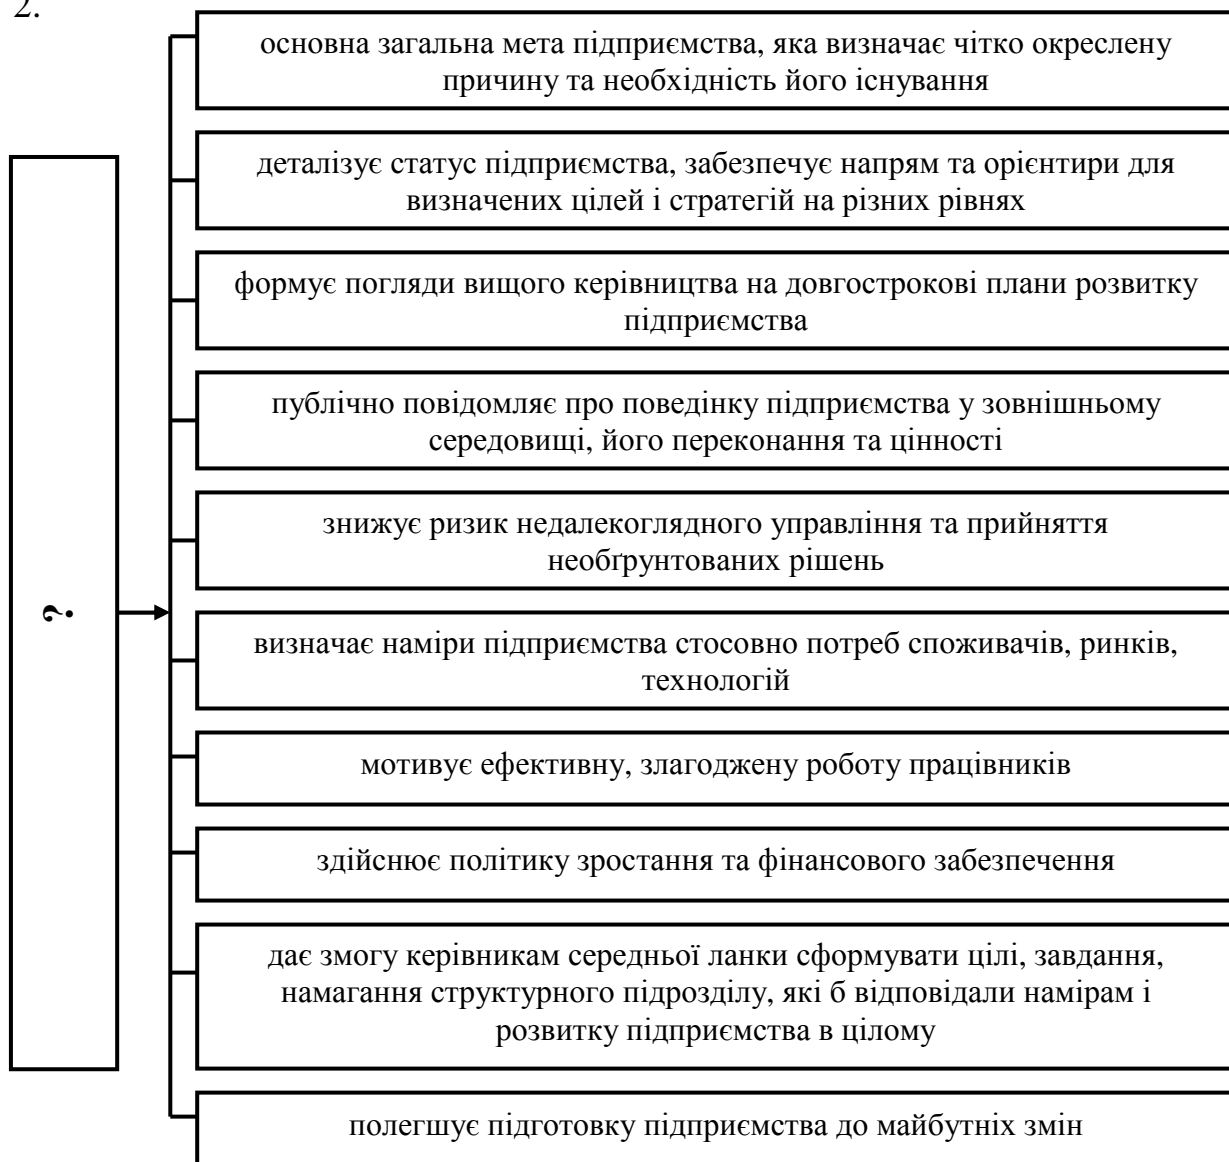 2.
основна загальна мета підприємства, яка визначає чітко окреслену
причину та необхідність його існування
деталізує статус підприємства, забезпечує напрям та орієнтири для
визначених цілей і стратегій на різних рівнях
формує погляди вищого керівництва на довгострокові плани розвитку
підприємства
публічно повідомляє про поведінку підприємства у зовнішньому
середовищі, його переконання та цінності
знижує ризик недалекоглядного управління та прийняття
необґрунтованих рішень
?
визначає наміри підприємства стосовно потреб споживачів, ринків,
технологій
мотивує ефективну, злагоджену роботу працівників
здійснює політику зростання та фінансового забезпечення
дає змогу керівникам середньої ланки сформувати цілі, завдання,
намагання структурного підрозділу, які б відповідали намірам і
розвитку підприємства в цілому
полегшує підготовку підприємства до майбутніх змін